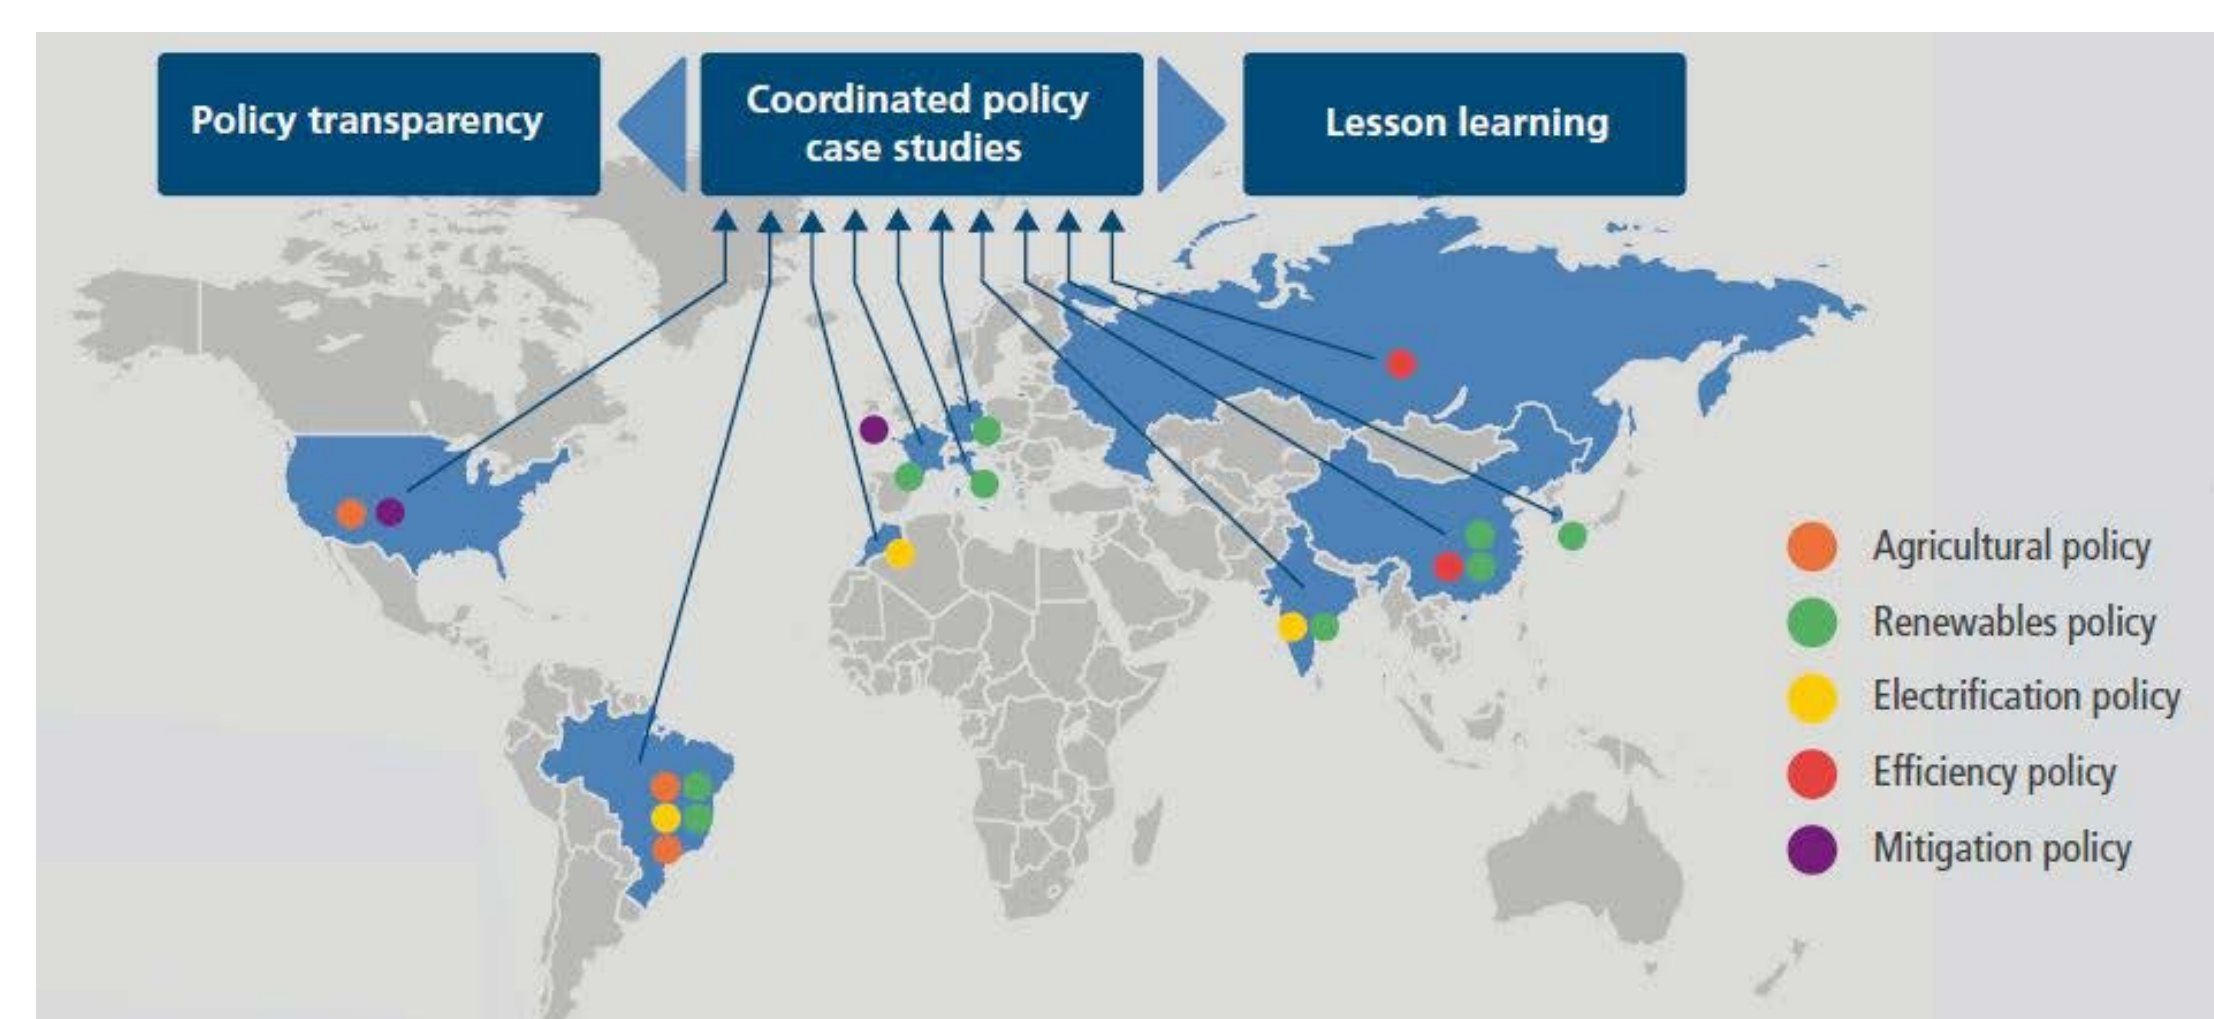 Policy transparency
Coordinated policy
case studies
Lesson learning
Agricultural policy
Renewables policy
Electrification policy
Efficiency policy
Mitigation policy